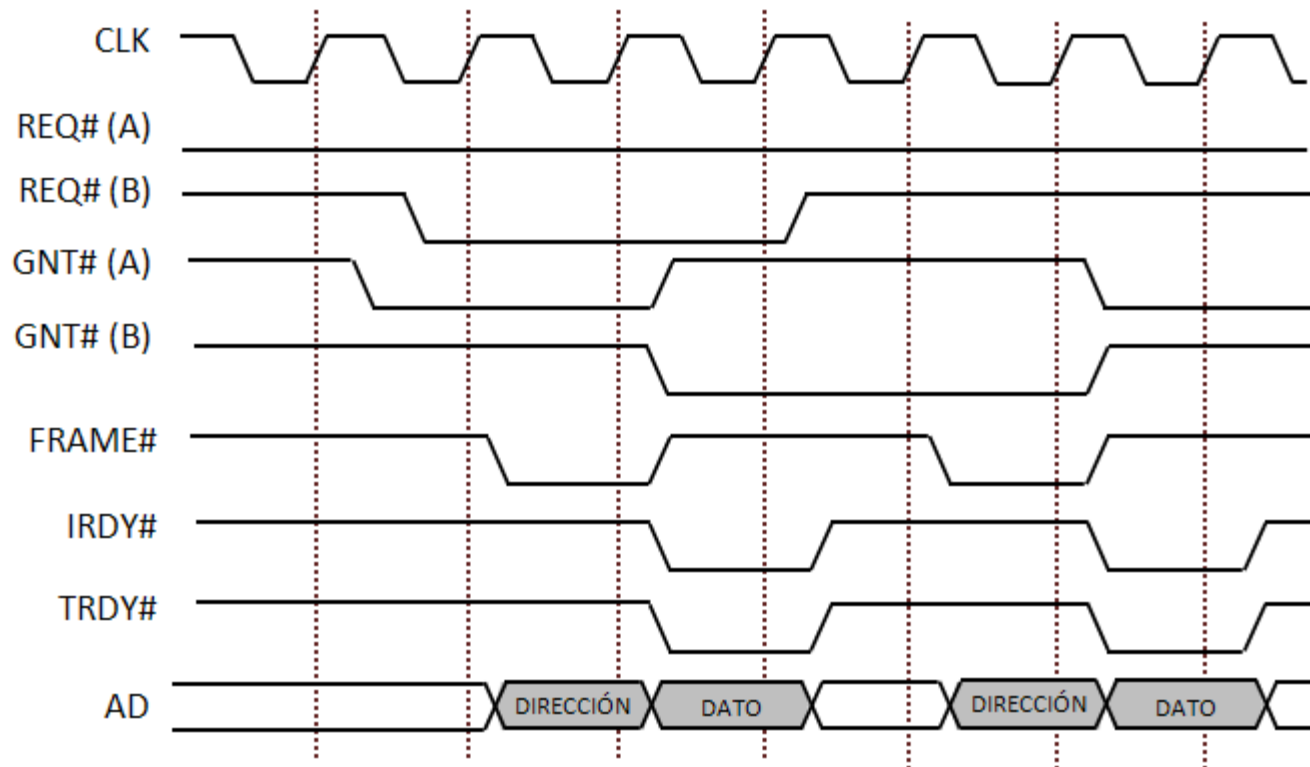 CLK
REQ# (A)
REQ# (B)
GNT# (A)
GNT# (B)
FRAME#
IRDY#
TRDY#
AD
DIRECCIÓN
DATO
DIRECCIÓN
DATO